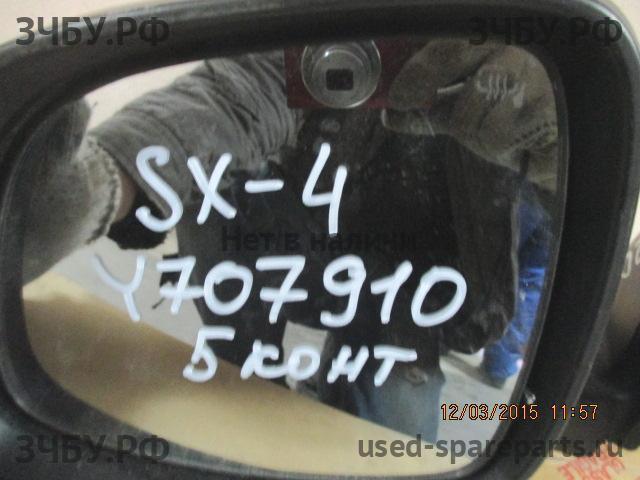 ЗЧБУ.РФ
ЗЧБУ.РФ
SX-4
Нет в наличи
Y707910
5 конт
12/03/2015 11:57
ЗЧБУ.РФ
used-spareparts.ru